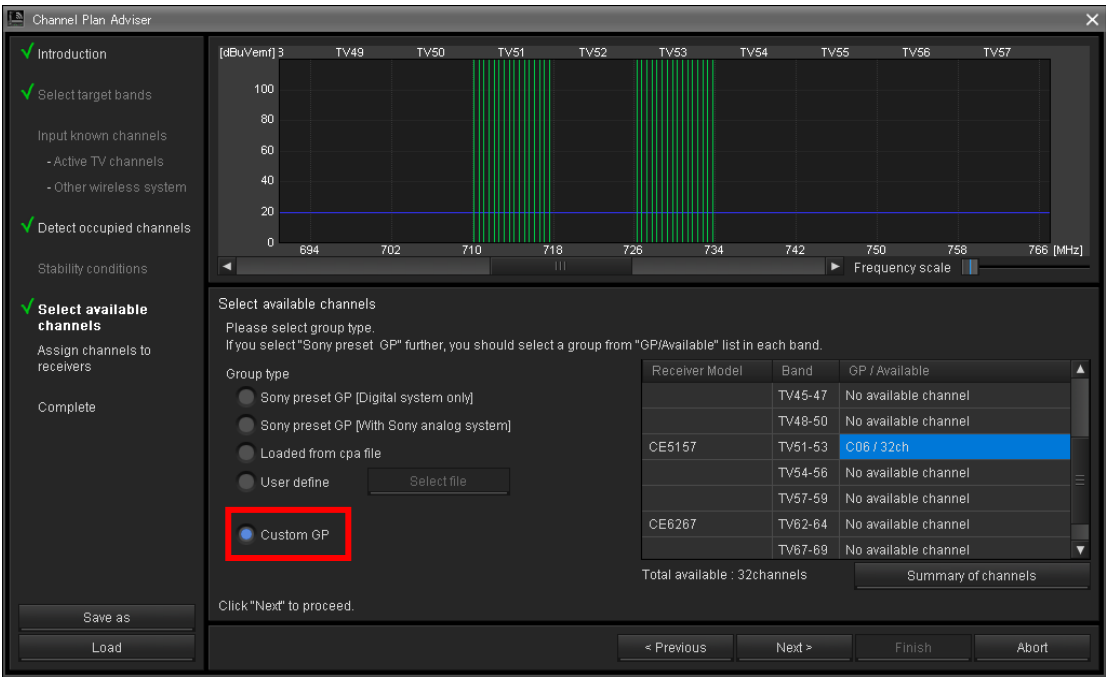 Channel Plan Adviser
Introduction
Select target bands
Input known channels
- Active TV channels
- Other wireless system
Detect occupied channels
Stability conditions
Select available
channels
Assign channels to
receivers
Complete
Save as
Load
[dBuVemf] 3 TV49 TV50 TV51 TV52 TV53 TV54 TV55 TV56 TV57
100
80
60
40
20
0
694 702 710 718 726 734 742 750 758 766 [MHz]
Frequency scale
Select available channels
Please select group type.
If you select "Sony preset GP" further, you should select a group from "GP/Available" list in each band.
Group type
Sony preset GP [Digital system only]
Sony preset GP [With Sony analog system]
Loaded from cpa file
User define Select file
Custom GP
Receiver Model Band GP / Available
TV45-47 No available channel
TV48-50 No available channel
CE5157 TV51-53 C06 / 32ch
TV54-56 No available channel
TV57-59 No available channel
CE6267 TV62-64 No available channel
TV67-69 No available channel
Total available : 32channels Summary of channels
Click "Next" to proceed.
< Previous Next > Finish Abort